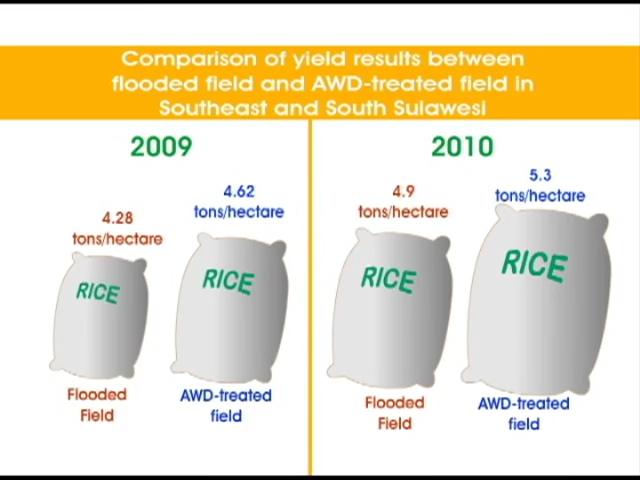 Comparison of yield results between
flooded field and AWD-treated field in
Southeast and South Sulawesi
2009
4.28
tons/hectare
RICE
Flooded
Field
4.62
tons/hectare
RICE
AWD-treated
field
2010
4.9
tons/hectare
RICE
Flooded
Field
5.3
tons/hectare
RICE
AWD-treated
field